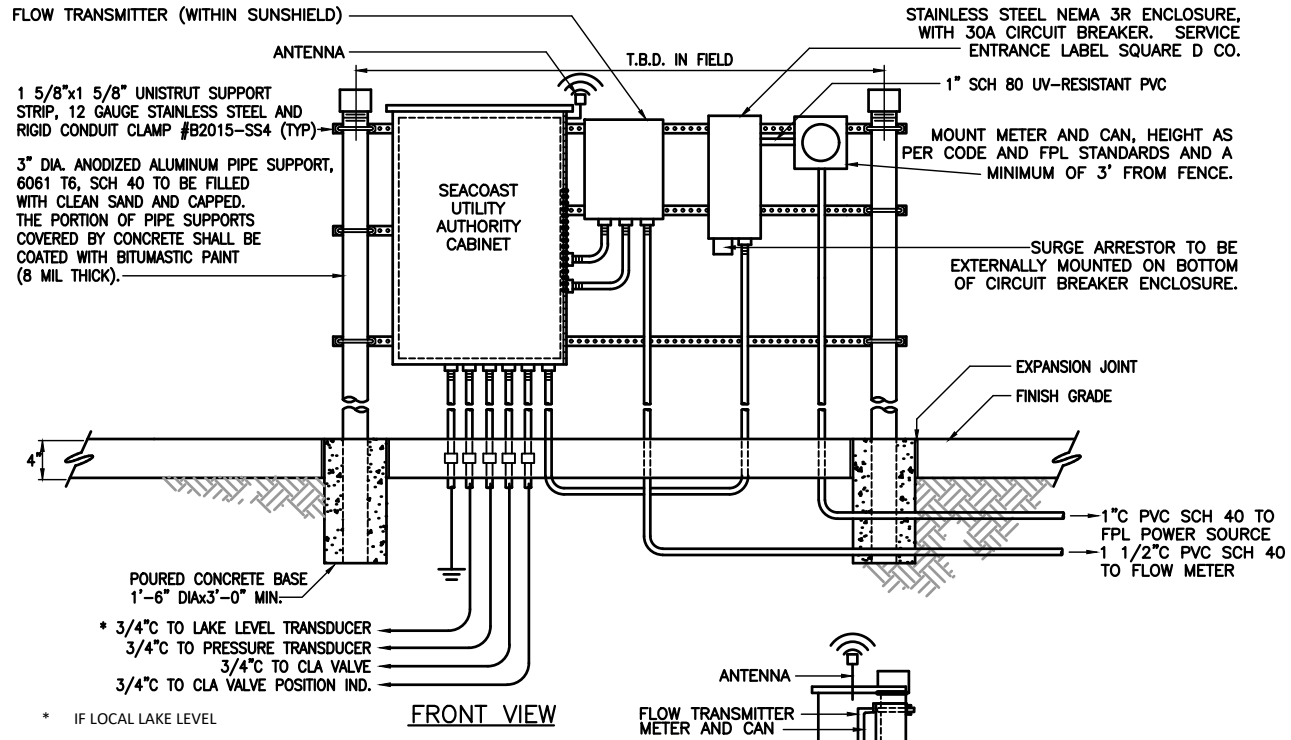 FLOW TRANSMITTER (WITHIN SUNSHIELD)
ANTENNA
1 5/8"x1 5/8" UNISTRUT SUPPORT
STRIP, 12 GAUGE STAINLESS STEEL AND
RIGID CONDUIT CLAMP #B2015-SS4 (TYP)
3" DIA. ANODIZED ALUMINUM PIPE SUPPORT,
6061 T6, SCH 40 TO BE FILLED
WITH CLEAN SAND AND CAPPED.
THE PORTION OF PIPE SUPPORTS
COVERED BY CONCRETE SHALL BE
COATED WITH BITUMASTIC PAINT
(8 MIL THICK).
T.B.D. IN FIELD
STAINLESS STEEL NEMA 3R ENCLOSURE,
WITH 30A CIRCUIT BREAKER. SERVICE
ENTRANCE LABEL SQUARE D CO.
1" SCH 80 UV-RESISTANT PVC
MOUNT METER AND CAN, HEIGHT AS
PER CODE AND FPL STANDARDS AND A
MINIMUM OF 3' FROM FENCE.
SEACOAST
UTILITY
AUTHORITY
CABINET
SURGE ARRESTOR TO BE
EXTERNALLY MOUNTED ON BOTTOM
OF CIRCUIT BREAKER ENCLOSURE.
EXPANSION JOINT
FINISH GRADE
4"
1"C PVC SCH 40 TO
FPL POWER SOURCE
1 1/2"C PVC SCH 40
TO FLOW METER
POURED CONCRETE BASE
1'-6" DIAx3'-0" MIN.
* 3/4"C TO LAKE LEVEL TRANSDUCER
3/4"C TO PRESSURE TRANSDUCER
3/4"C TO CLA VALVE
3/4"C TO CLA VALVE POSITION IND.
* IF LOCAL LAKE LEVEL
FRONT VIEW
ANTENNA
FLOW TRANSMITTER
METER AND CAN